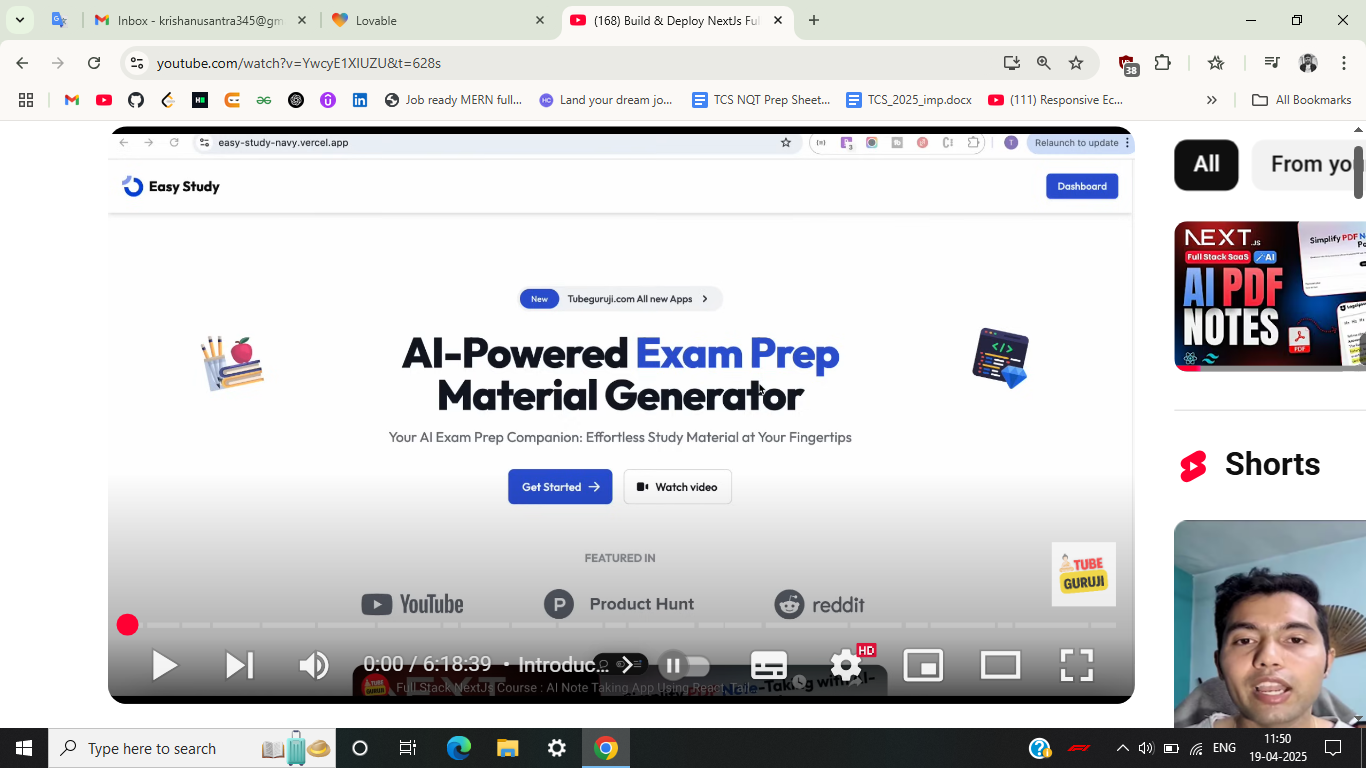 Inbox - krishanusantra345@gm
Lovable
(168) Build & Deploy NextJs Ful
youtube.com/watch?v=YwcyE1XIUZU&t=628s
38
Job ready MERN full...
Land your dream jo...
TCS NQT Prep Sheet...
TCS_2025_imp.docx
(111) Responsive Ec...
All Bookmarks
easy-study-navy.vercel.app
Relaunch to update
Easy Study
Dashboard
New
Tubeguruji.com All new Apps
AI-Powered Exam Prep
Material Generator
Your AI Exam Prep Companion: Effortless Study Material at Your Fingertips
Get Started
Watch video
FEATURED IN
YouTube
Product Hunt
reddit
TUBE
GURUJI
0:00 / 6:18:39 • Introduc...
HD
Full Stack NextJs Course : AI Note Taking App Using React, Tail
All
From yo
NEXT.JS
Full Stack SaaS
AI
AI PDF
NOTES
Simplify PDF N
PDF
Shorts
Type here to search
ENG
11:50
19-04-2025